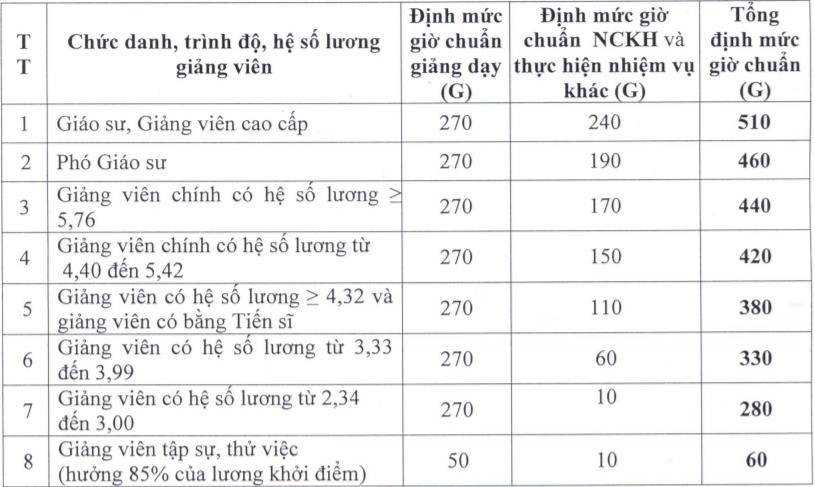 T
T
Chức danh, trình độ, hệ số lương
giảng viên
Định mức
giờ chuẩn
giảng dạy
(G)
Định mức giờ
chuẩn NCKH và
thực hiện nhiệm vụ
khác (G)
Tổng
định mức
giờ chuẩn
(G)
1 Giáo sư, Giảng viên cao cấp 270 240 510
2 Phó Giáo sư 270 190 460
3 Giảng viên chính có hệ số lương ≥
5,76 270 170 440
4 Giảng viên chính có hệ số lương từ
4,40 đến 5,42 270 150 420
5 Giảng viên có hệ số lương ≥ 4,32 và
giảng viên có bằng Tiến sĩ 270 110 380
6 Giảng viên có hệ số lương từ 3,33
đến 3,99 270 60 330
7 Giảng viên có hệ số lương từ 2,34
đến 3,00 270 10 280
8 Giảng viên tập sự, thử việc
(hưởng 85% của lương khởi điểm) 50 10 60